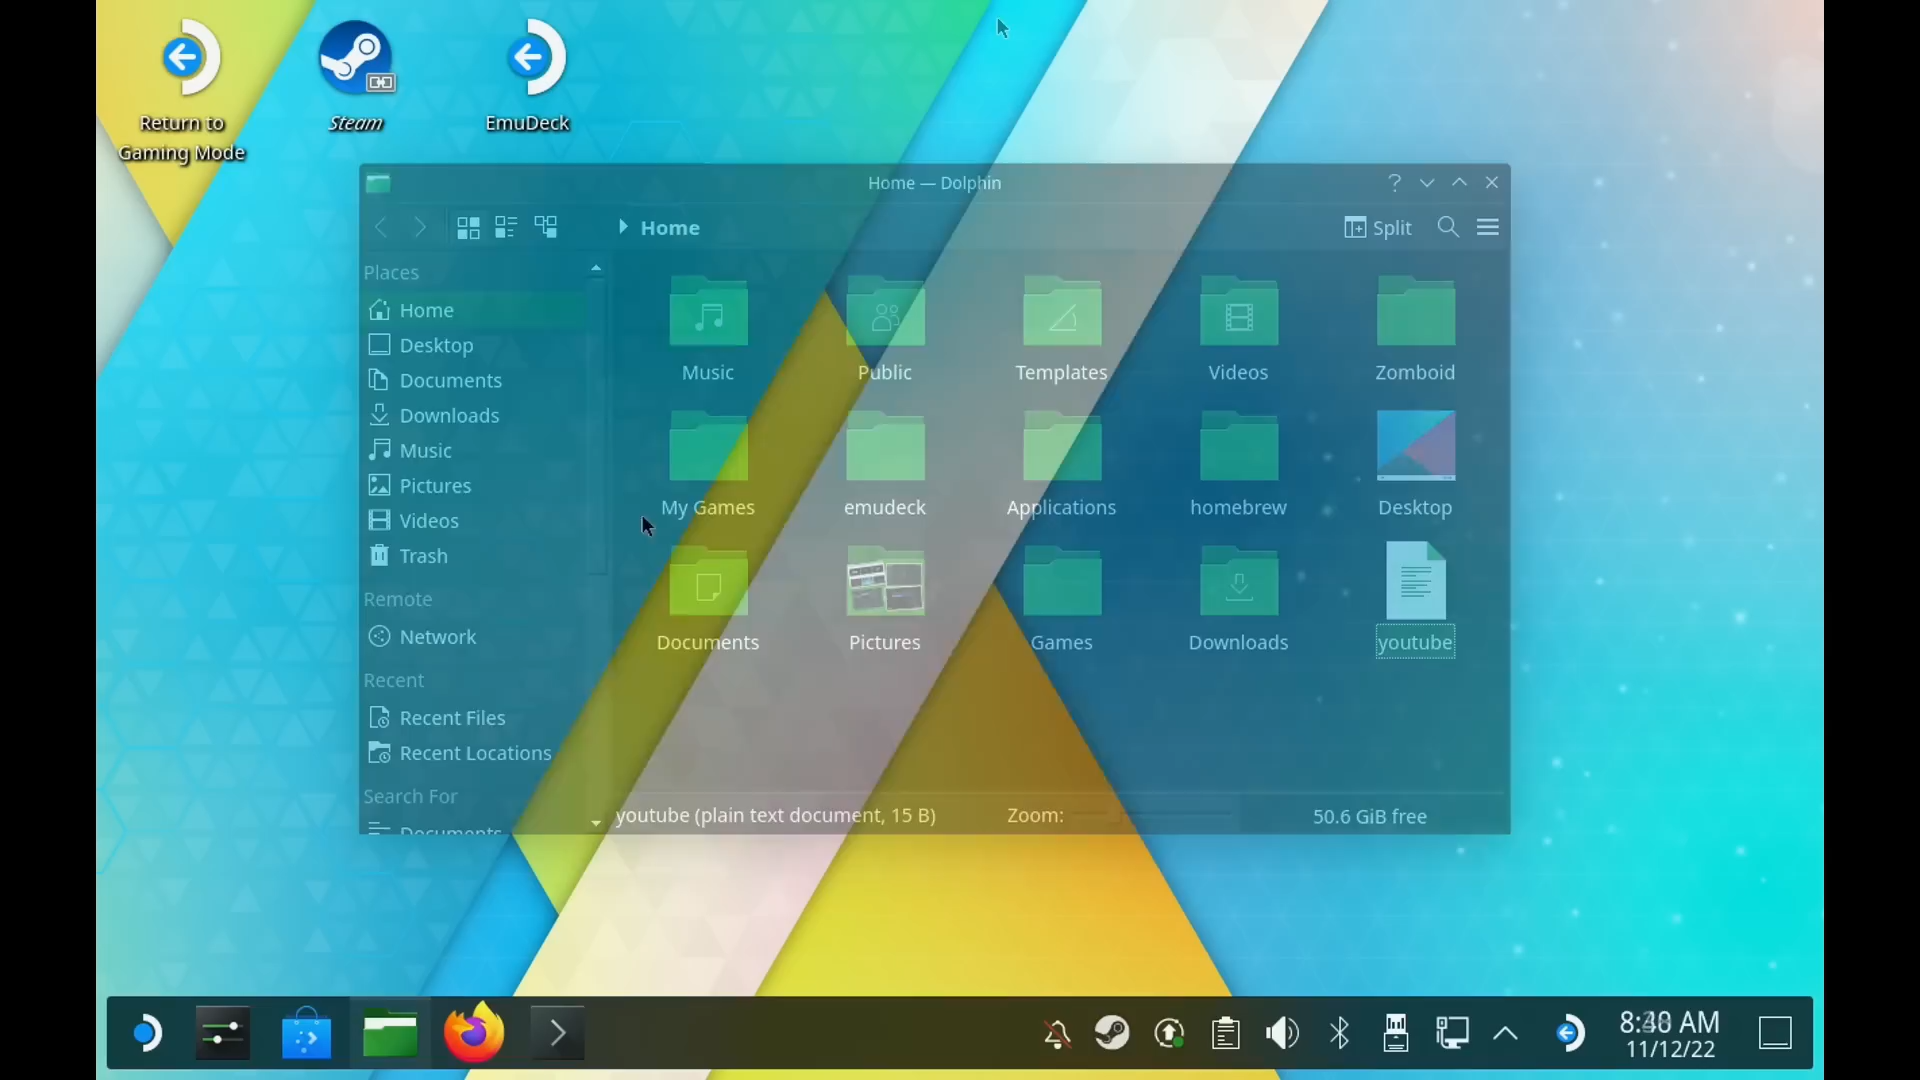 Return to
Gaming Mode
Steam
EmuDeck
Home — Dolphin
Home
Split
Places
Home
Desktop
Documents
Downloads
Music
Pictures
Videos
Trash
Remote
Network
Recent
Recent Files
Recent Locations
Search For
Documents
Music
Public
Templates
Videos
Zomboid
My Games
emudeck
Applications
homebrew
Desktop
Documents
Pictures
Games
Downloads
youtube
youtube (plain text document, 15 B)
Zoom:
50.6 GiB free
AM
11/12/22